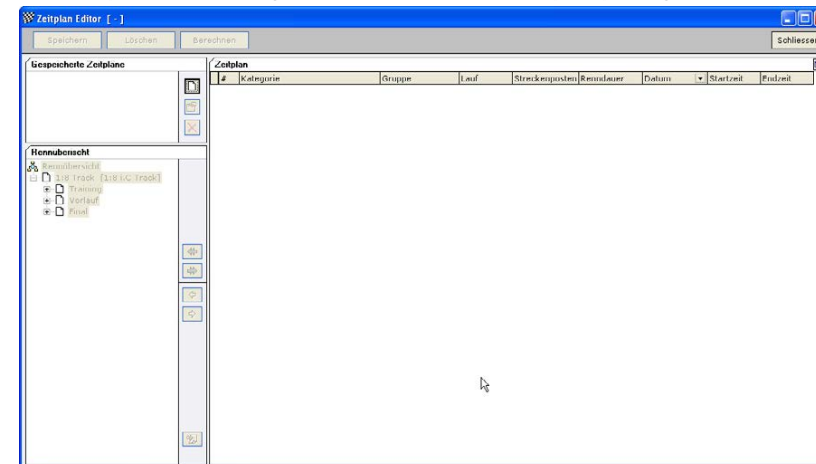 Zeitplan Editor [ - ]
Speichern Löschen Berechnen Schliessen
Gespeicherte Zeitpläne
Zeitplan
# Kategorie Gruppe Lauf Streckenposten Renndauer Datum Startzeit Endzeit
Rennübersicht
Rennübersicht
1:8 Track [1:8 I.C Track]
Training
Vorlauf
Final